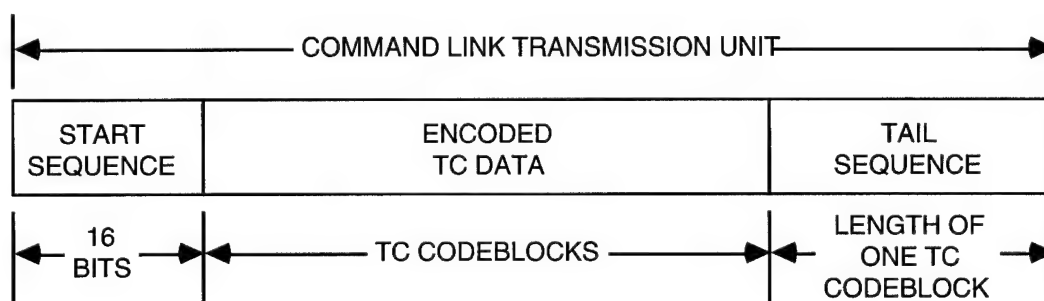 COMMAND LINK TRANSMISSION UNIT
START
SEQUENCE
ENCODED
TC DATA
TAIL
SEQUENCE
16
BITS
TC CODEBLOCKS
LENGTH OF
ONE TC
CODEBLOCK